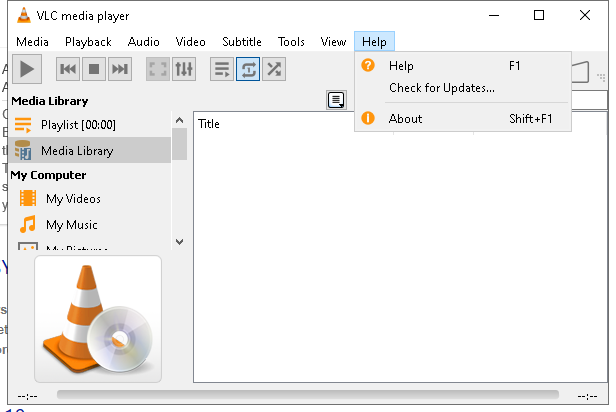 VLC media player
Media Playback Audio Video Subtitle Tools View Help
Help F1
Check for Updates...
About Shift+F1
Media Library
Playlist [00:00]
Media Library
My Computer
My Videos
My Music
My Pictures
Title
--:-- --:--